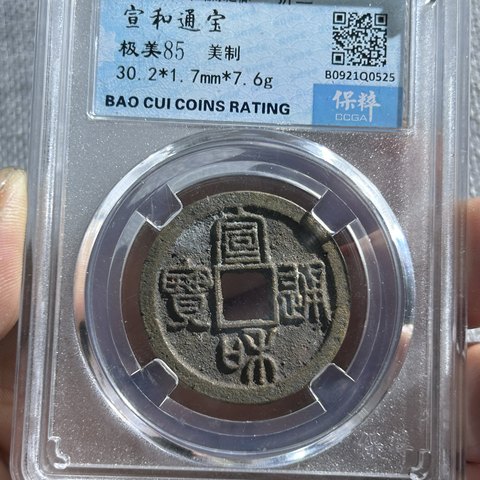 宣和通宝
极美85 美制
30.2*1.7mm*7.6g
BAO CUI COINS RATING
B0921Q0525
保粹
CCGA
宣和通寶